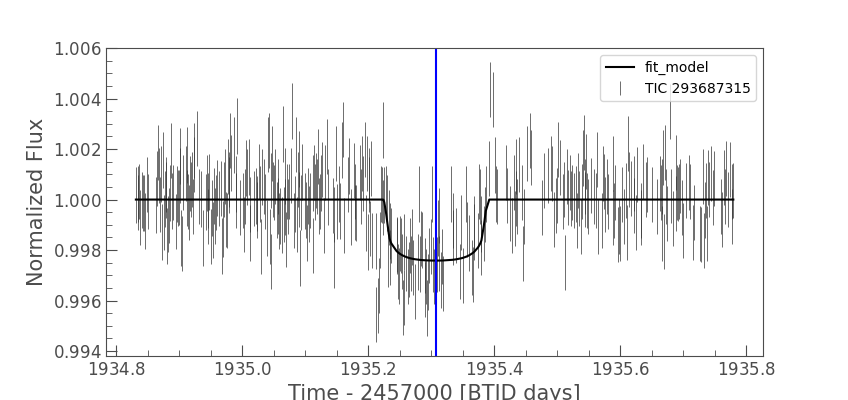 1.006
fit_model
TIC 293687315
1.004
1.002
1.000
0.998
0.996
0.994
Normalized Flux
1934.8 1935.0 1935.2 1935.4 1935.6 1935.8
Time - 2457000 [BTJD days]